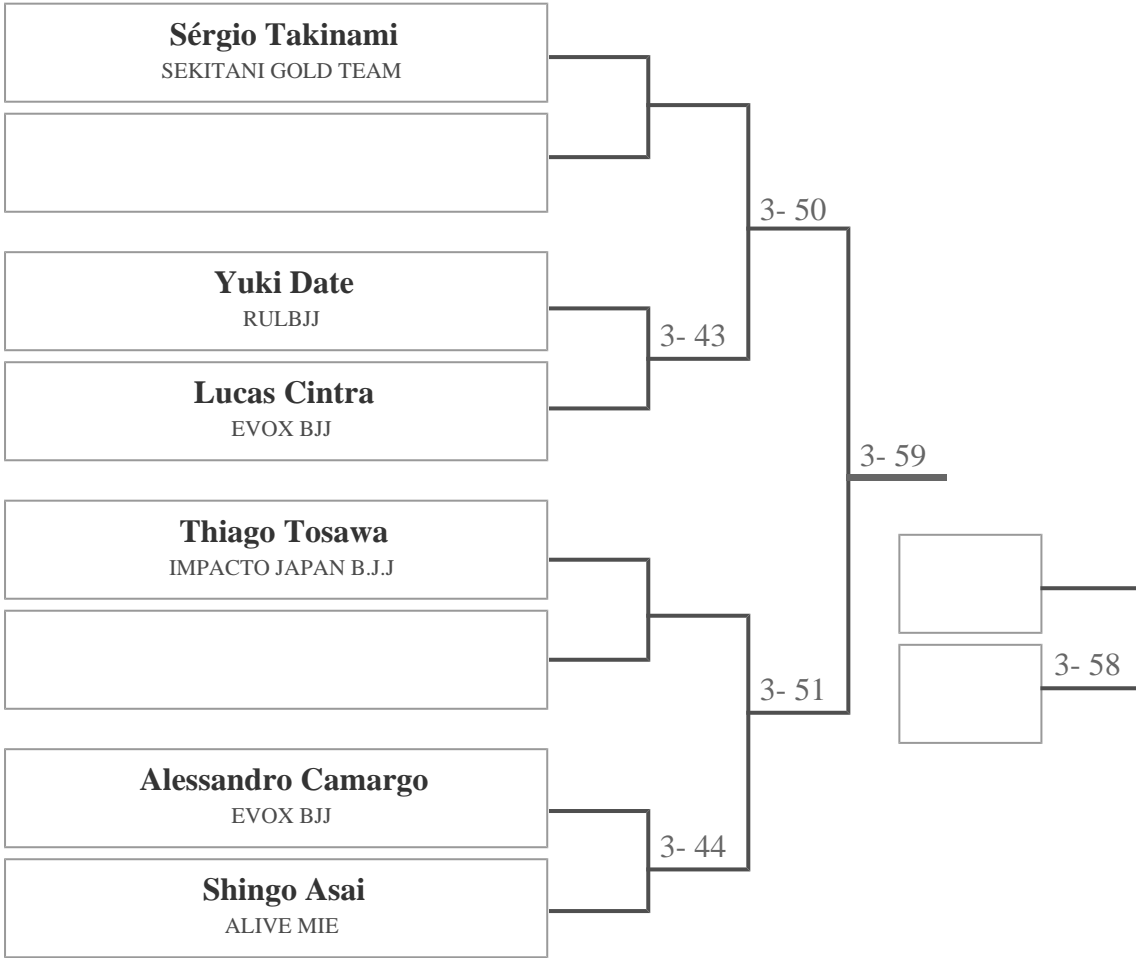 Sérgio Takinami
SEKITANI GOLD TEAM
3- 50
Yuki Date
RULBJJ
3- 43
Lucas Cintra
EVOX BJJ
3- 59
Thiago Tosawa
IMPACTO JAPAN B.J.J
3- 58
3- 51
Alessandro Camargo
EVOX BJJ
3- 44
Shingo Asai
ALIVE MIE